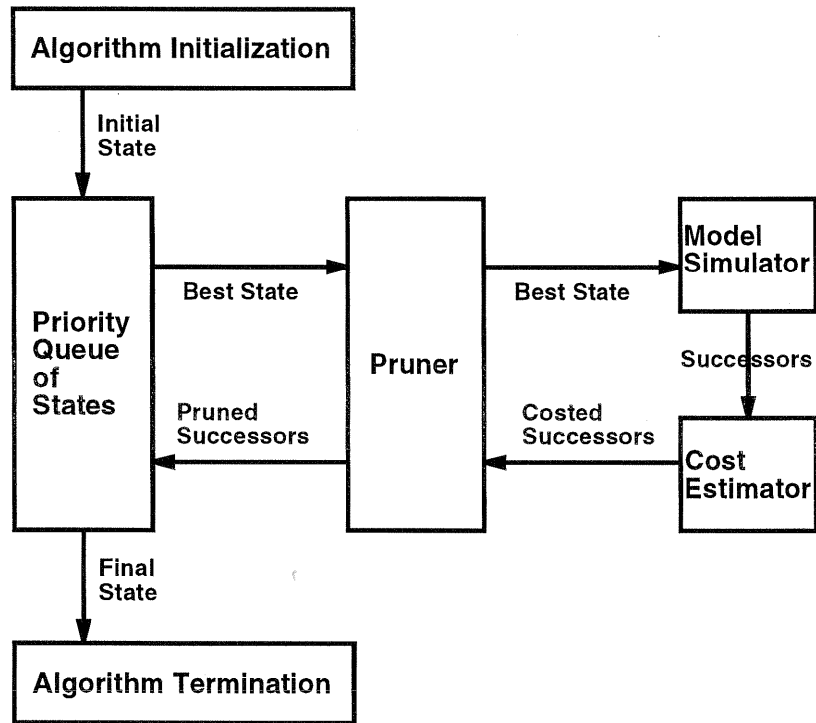 Algorithm Initialization
Initial
State
Best State
Best State
Model
Simulator
Priority
Queue
of
States
Pruner
Successors
Pruned
Successors
Costed
Successors
Cost
Estimator
Final
State
Algorithm Termination